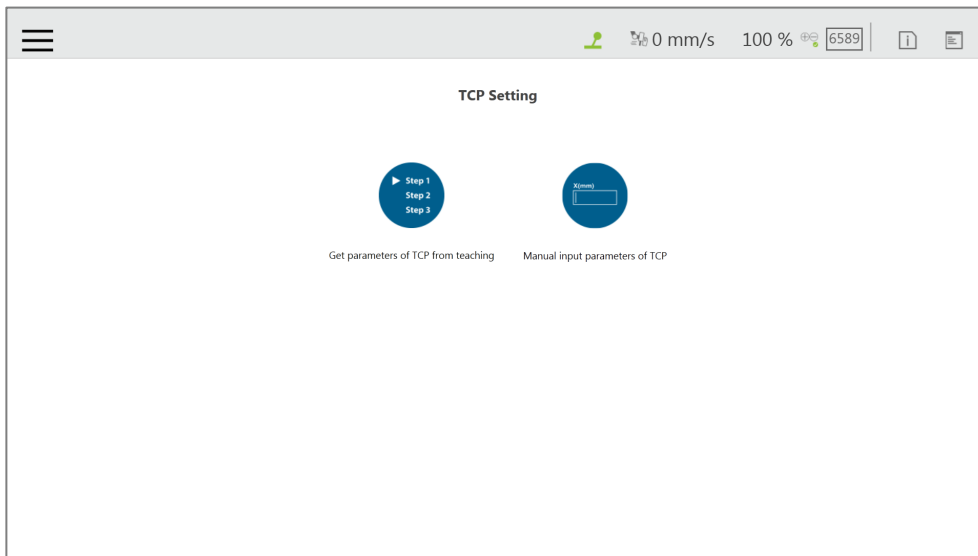 0 mm/s 100 % 6589
TCP Setting
Step 1
Step 2
Step 3
X(mm)
Get parameters of TCP from teaching
Manual input parameters of TCP